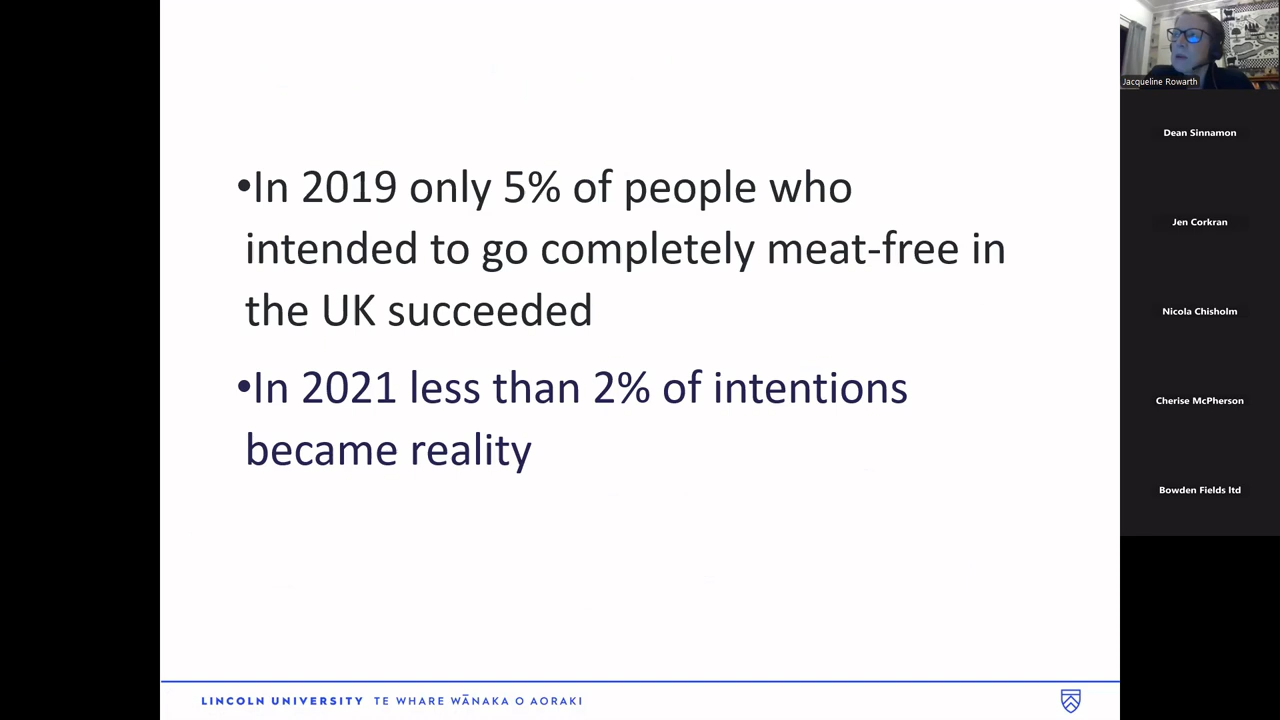 •In 2019 only 5% of people who
intended to go completely meat-free in
the UK succeeded
•In 2021 less than 2% of intentions
became reality
LINCOLN UNIVERSITY TE WHARE WĀNAKA O AORAKI
Jacqueline Rowarth
Dean Sinnamon
Jen Corkran
Nicola Chisholm
Cherise McPherson
Bowden Fields ltd